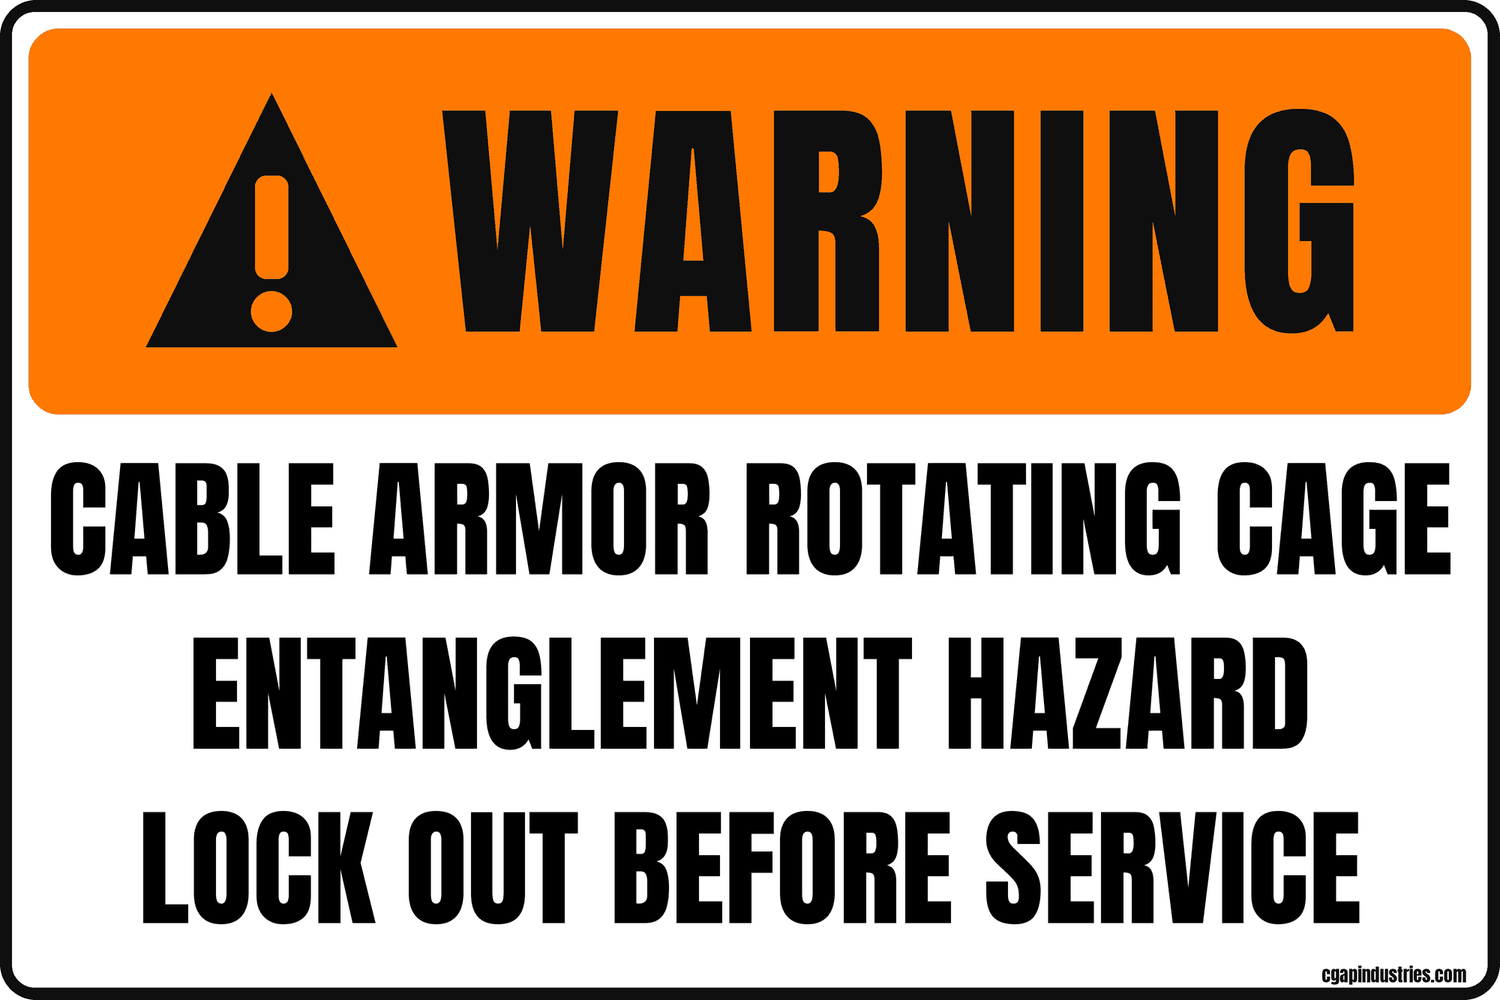 WARNING
CABLE ARMOR ROTATING CAGE
ENTANGLEMENT HAZARD
LOCK OUT BEFORE SERVICE
cgapindustries.com